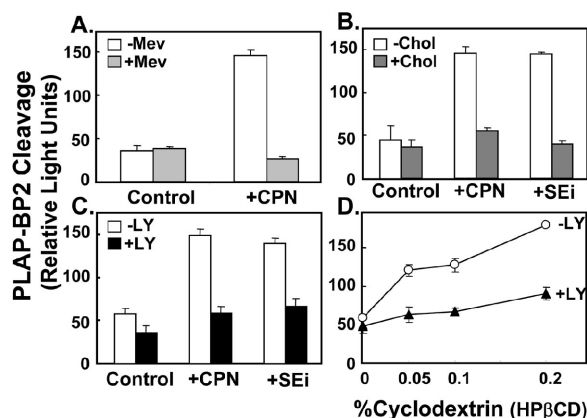 PLAP-BP2 Cleavage
(Relative Light Units)
A.
-Mev
+Mev
150
100
50
0
Control
+CPN
B.
-Chol
+Chol
150
100
50
0
Control
+CPN
+SEi
C.
-LY
+LY
150
100
50
0
Control
+CPN
+SEi
D.
-LY
+LY
150
100
50
0
0
0.05
0.1
0.2
%Cyclodextrin (HPβCD)